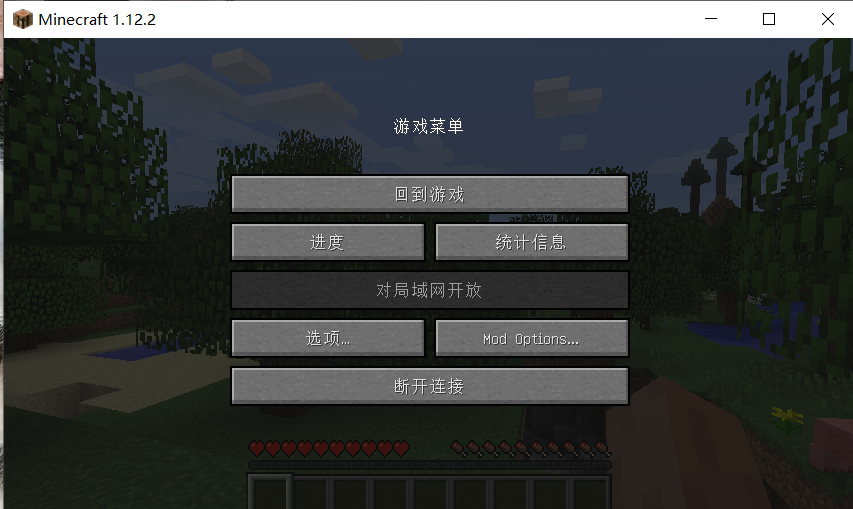 Minecraft 1.12.2
游戏菜单
回到游戏
进度 统计信息
对局域网开放
选项... Mod Options...
断开连接